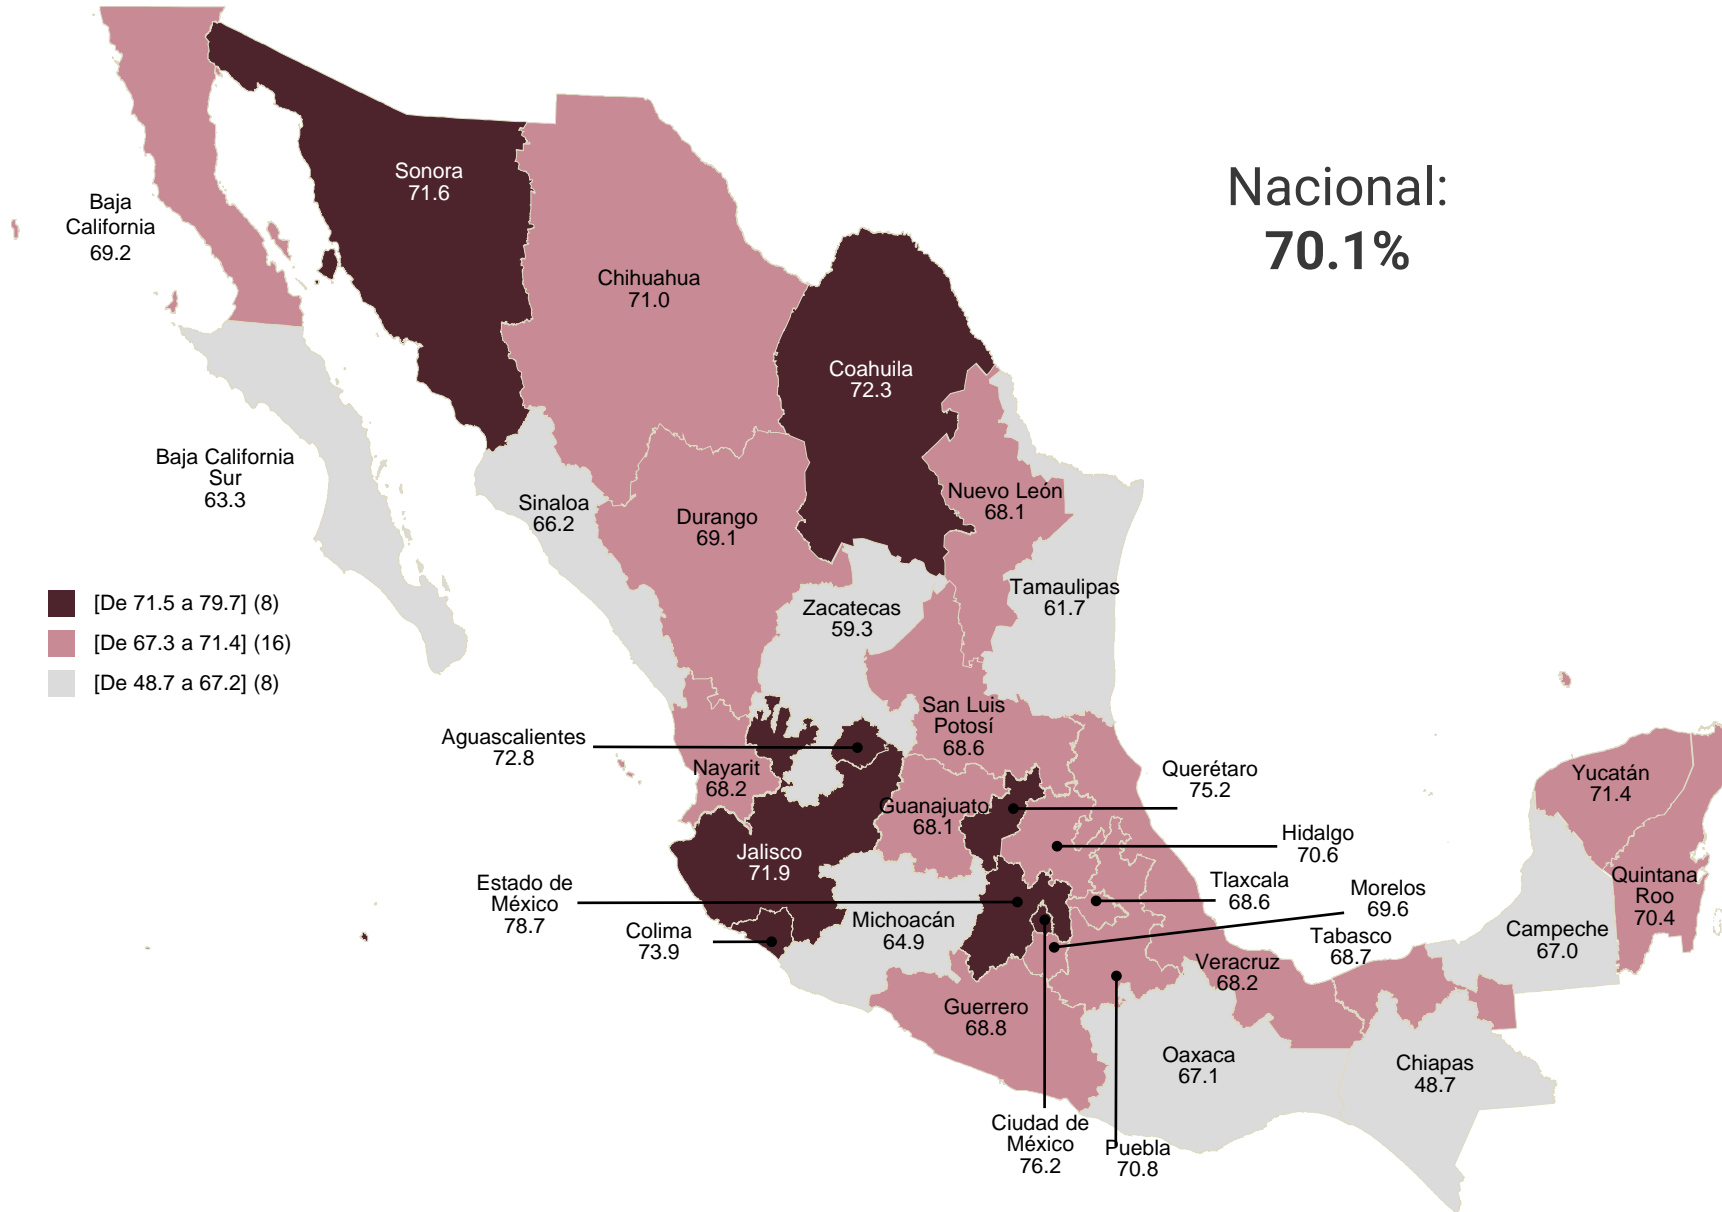 Nacional:
70.1%
Sonora
71.6
Baja
California
69.2
Chihuahua
71.0
Coahuila
72.3
Baja California
Sur
63.3
Sinaloa
66.2
Durango
69.1
Nuevo León
68.1
Tamaulipas
61.7
Zacatecas
59.3
[De 71.5 a 79.7] (8)
[De 67.3 a 71.4] (16)
[De 48.7 a 67.2] (8)
San Luis
Potosí
68.6
Aguascalientes
72.8
Nayarit
68.2
Guanajuato
68.1
Querétaro
75.2
Yucatán
71.4
Hidalgo
70.6
Jalisco
71.9
Estado de
México
78.7
Tlaxcala
68.6
Morelos
69.6
Quintana
Roo
70.4
Colima
73.9
Michoacán
64.9
Tabasco
68.7
Campeche
67.0
Veracruz
68.2
Guerrero
68.8
Oaxaca
67.1
Chiapas
48.7
Ciudad de
México
76.2
Puebla
70.8